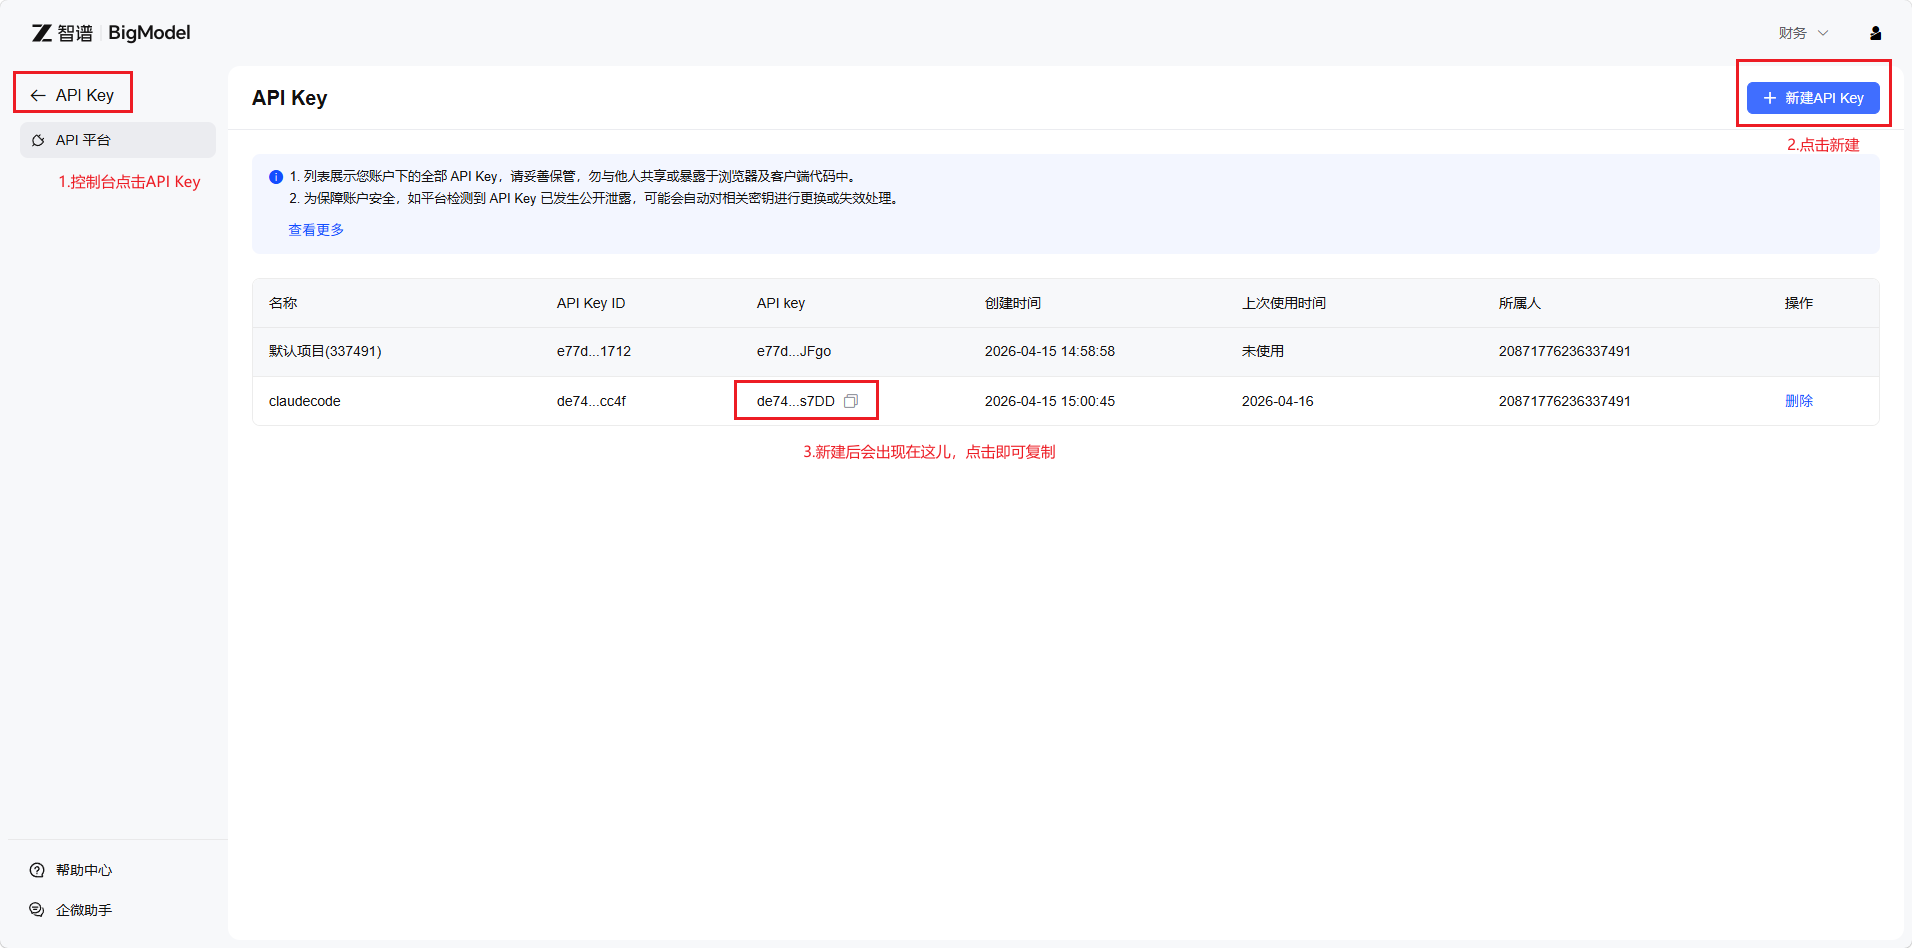 智谱 BigModel
财务
API Key
API 平台
1.控制台点击API Key
API Key
新建API Key
2.点击新建
1. 列表展示您账户下的全部 API Key，请妥善保管，勿与他人共享或暴露于浏览器及客户端代码中。
2. 为保障账户安全，如平台检测到 API Key 已发生公开泄露，可能会自动对相关密钥进行更换或失效处理。
查看更多
名称 API Key ID API key 创建时间 上次使用时间 所属人 操作
默认项目(337491) e77d...1712 e77d...JFgo 2026-04-15 14:58:58 未使用 20871776236337491
claudecode de74...cc4f de74...s7DD 2026-04-15 15:00:45 2026-04-16 20871776236337491 删除
3.新建后会出现在这儿，点击即可复制
帮助中心
企微助手